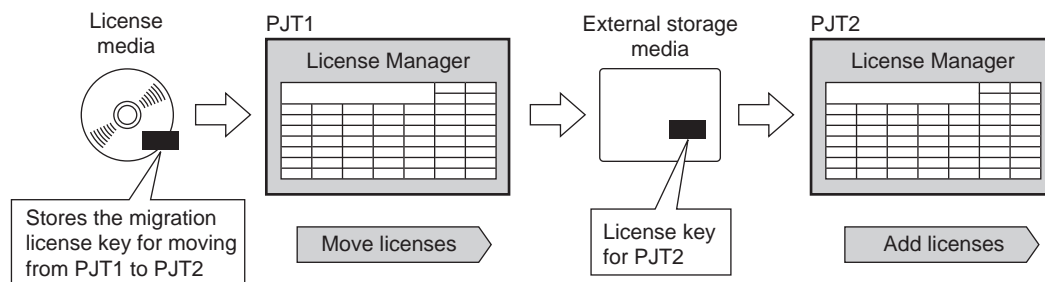 License
media
PJT1
License Manager
External storage
media
PJT2
License Manager
Stores the migration
license key for moving
from PJT1 to PJT2
Move licenses
License key
for PJT2
Add licenses